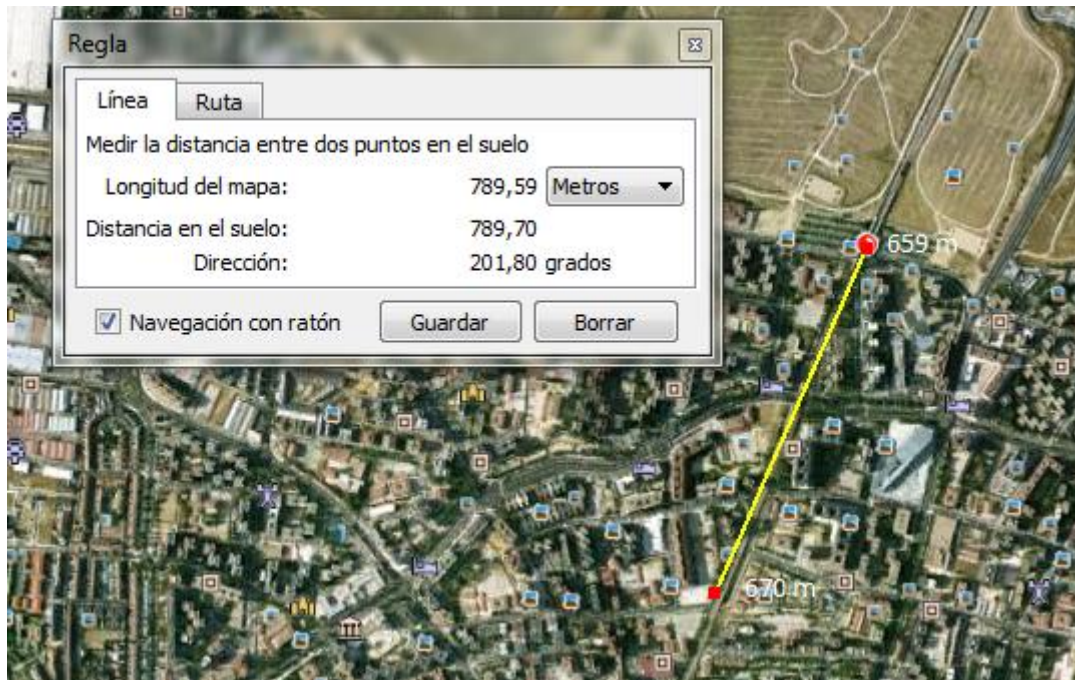 Regla
Línea Ruta
Medir la distancia entre dos puntos en el suelo
Longitud del mapa: 789,59 Metros
Distancia en el suelo: 789,70
Dirección: 201,80 grados
Navegación con ratón Guardar Borrar
659 m
670 m